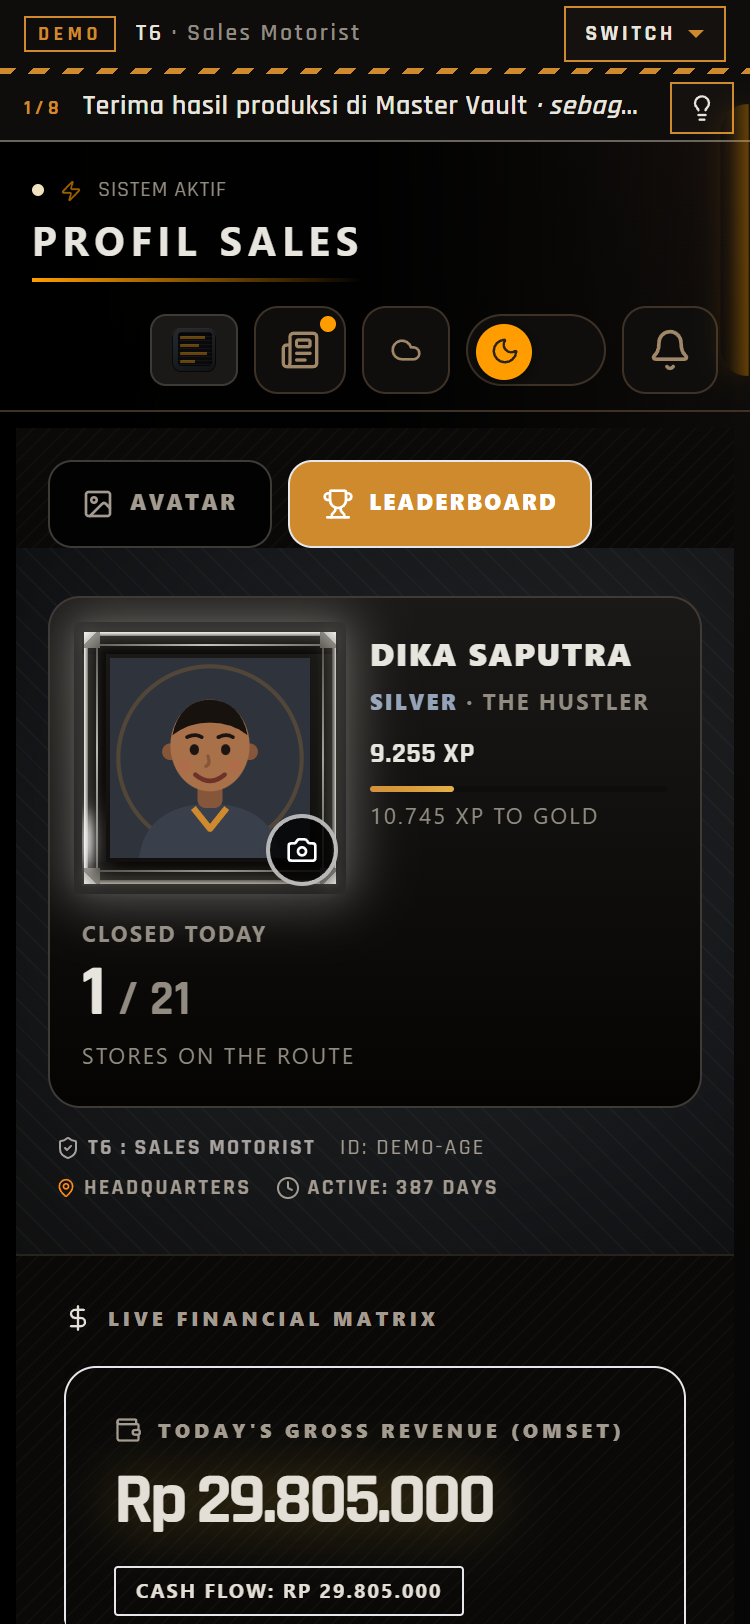 DEMO T6 · Sales Motorist SWITCH
1/8 Terima hasil produksi di Master Vault · sebag...
SISTEM AKTIF
PROFIL SALES
AVATAR LEADERBOARD
DIKA SAPUTRA
SILVER · THE HUSTLER
9.255 XP
10.745 XP TO GOLD
CLOSED TODAY
1 / 21
STORES ON THE ROUTE
T6 : SALES MOTORIST ID: DEMO-AGE
HEADQUARTERS ACTIVE: 387 DAYS
LIVE FINANCIAL MATRIX
TODAY'S GROSS REVENUE (OMSET)
Rp 29.805.000
CASH FLOW: RP 29.805.000